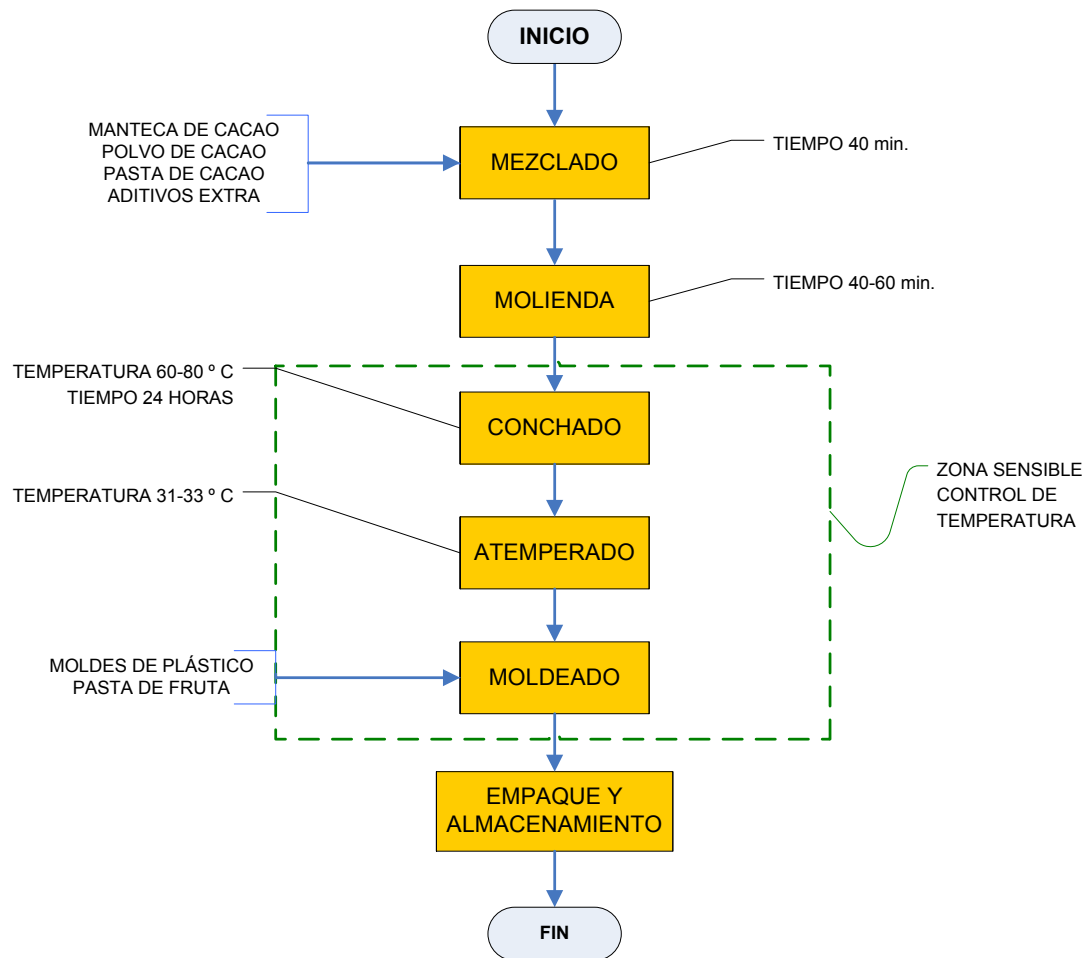 INICIO
MANTECA DE CACAO
POLVO DE CACAO
PASTA DE CACAO
ADITIVOS EXTRA
MEZCLADO
TIEMPO 40 min.
MOLIENDA
TIEMPO 40-60 min.
TEMPERATURA 60-80 º C
TIEMPO 24 HORAS
CONCHADO
ZONA SENSIBLE
CONTROL DE
TEMPERATURA
TEMPERATURA 31-33 º C
ATEMPERADO
MOLDES DE PLÁSTICO
PASTA DE FRUTA
MOLDEADO
EMPAQUE Y
ALMACENAMIENTO
FIN